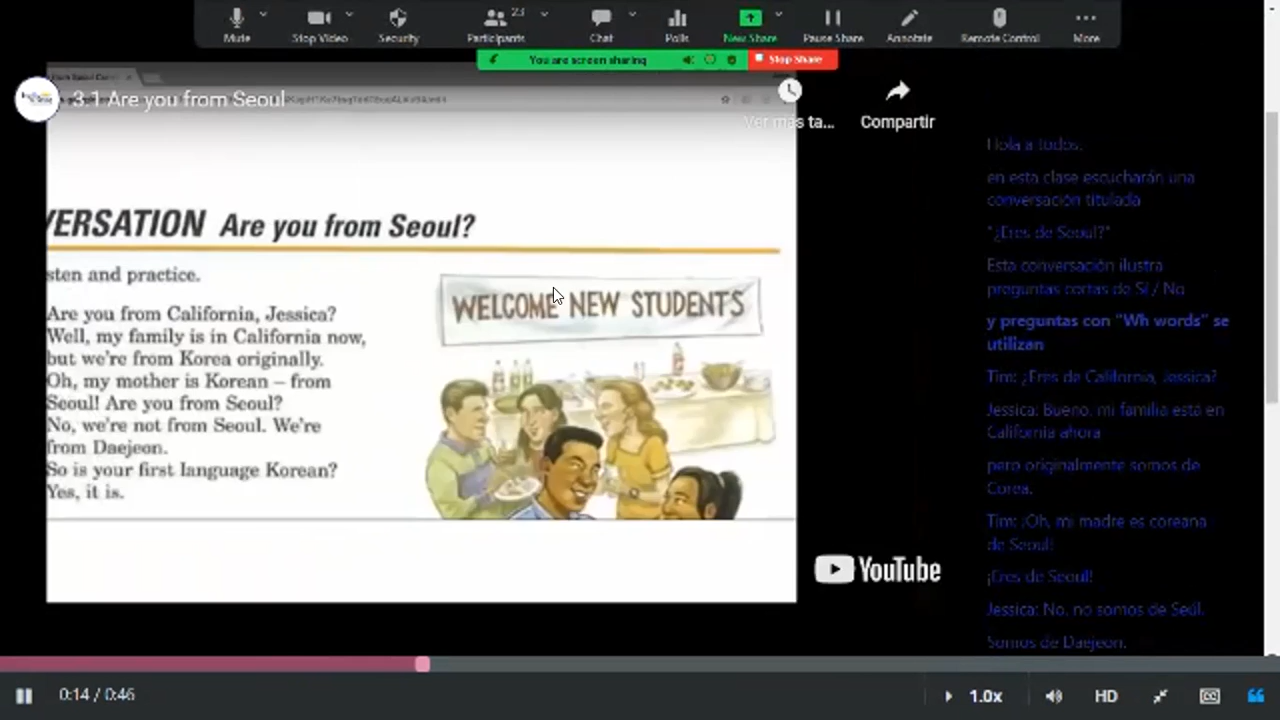 Mute
Stop Video
Security
Participants
23
Chat
Polls
New Share
Pause Share
Annotate
Remote Control
More
You are screen sharing
Stop Share
3.1 Are you from Seoul
Ver más ta...
Compartir
VERSATION Are you from Seoul?
sten and practice.
Are you from California, Jessica?
Well, my family is in California now,
but we're from Korea originally.
Oh, my mother is Korean – from
Seoul! Are you from Seoul?
No, we're not from Seoul. We're
from Daejeon.
So is your first language Korean?
Yes, it is.
WELCOME NEW STUDENTS
YouTube
Hola a todos,
en esta clase escucharán una
conversación titulada
"¿Eres de Seoul?"
Esta conversación ilustra
preguntas cortas de Sí / No
y preguntas con "Wh words" se
utilizan
Tim: ¿Eres de California, Jessica?
Jessica: Bueno, mi familia está en
California ahora
pero originalmente somos de
Corea.
Tim: ¡Oh, mi madre es coreana
de Seoul!
¡Eres de Seoul!
Jessica: No, no somos de Seúl.
Somos de Daejeon.
0:14 / 0:46
1.0x
HD
CC